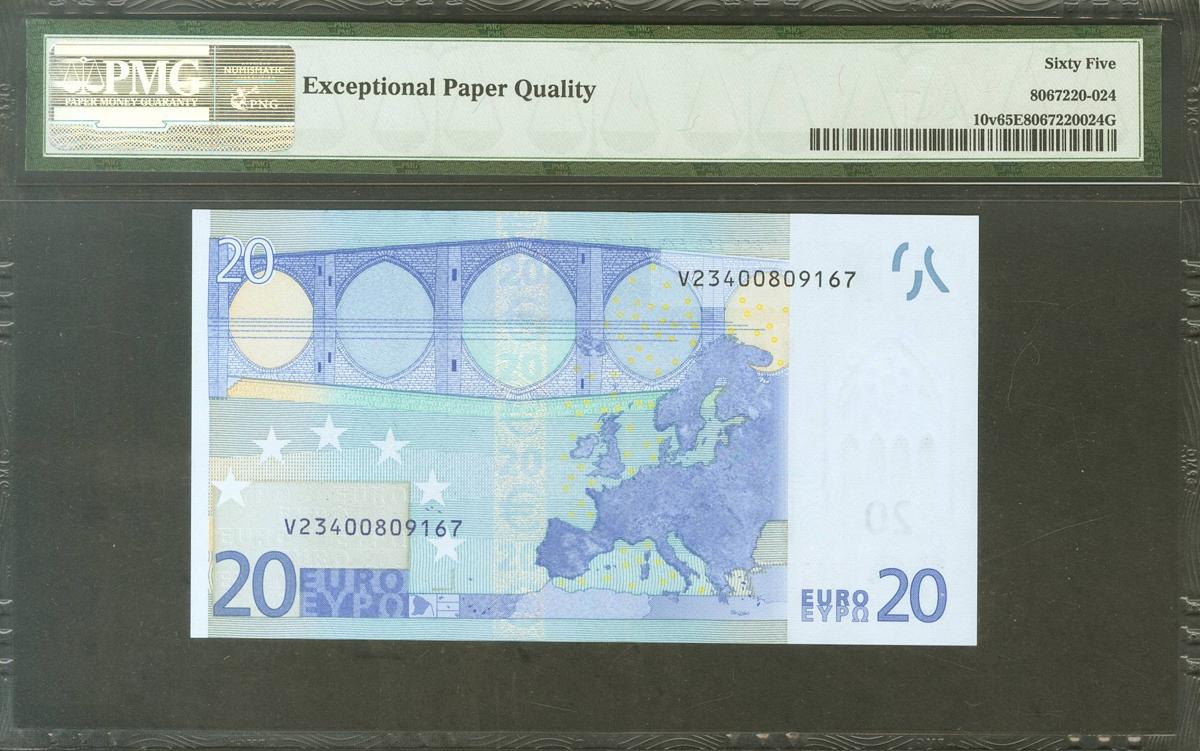 PMG
PAPER MONEY GUARANTY
NUMISMATIC
PNG
Exceptional Paper Quality
Sixty Five
8067220-024
10v65E8067220024G
20
V23400809167
V23400809167
20 EURO
ΕΥΡΩ
EURO 20
ΕΥΡΩ
20